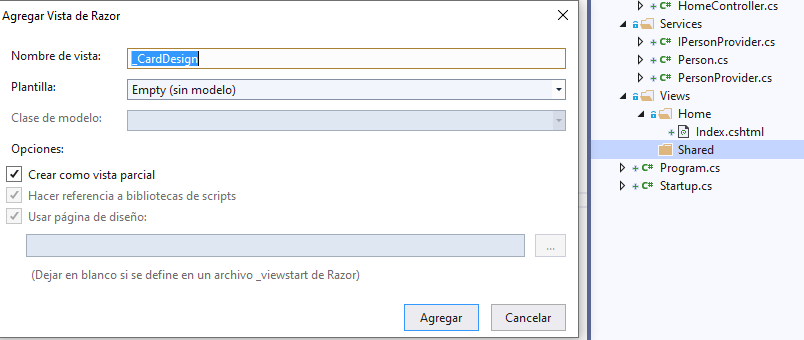 Agregar Vista de Razor
Nombre de vista:
_CardDesign
Plantilla:
Empty (sin modelo)
Clase de modelo:
Opciones:
Crear como vista parcial
Hacer referencia a bibliotecas de scripts
Usar página de diseño:
...
(Dejar en blanco si se define en un archivo _viewstart de Razor)
Agregar
Cancelar
C# HomeController.cs
Services
C# IPersonProvider.cs
C# Person.cs
C# PersonProvider.cs
Views
Home
Index.cshtml
Shared
C# Program.cs
C# Startup.cs